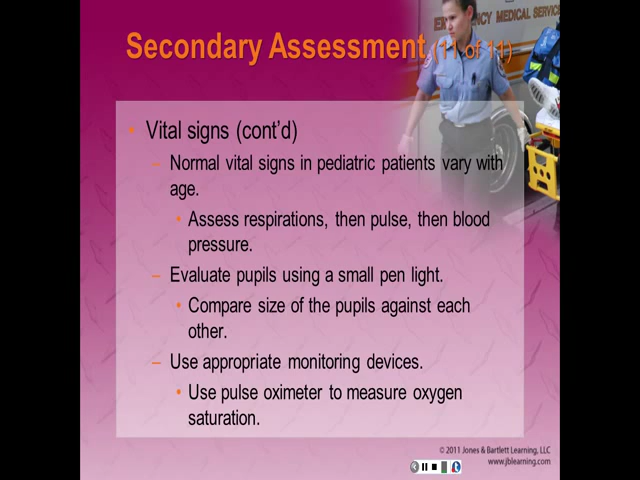 EMERGENCY MEDICAL SERVICE
Secondary Assessment (11 of 11)
• Vital signs (cont’d)
– Normal vital signs in pediatric patients vary with
age.
• Assess respirations, then pulse, then blood
pressure.
– Evaluate pupils using a small pen light.
• Compare size of the pupils against each
other.
– Use appropriate monitoring devices.
• Use pulse oximeter to measure oxygen
saturation.
© 2011 Jones & Bartlett Learning, LLC
www.jblearning.com